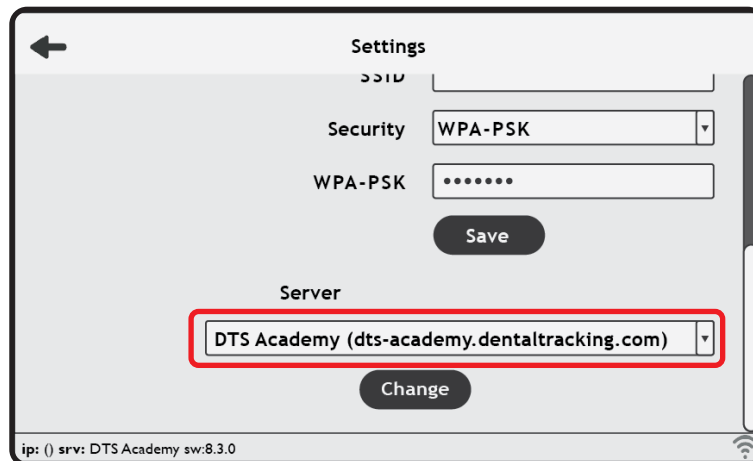 Settings
SSID
Security WPA-PSK
WPA-PSK •••••••
Save
Server
DTS Academy (dts-academy.dentaltracking.com)
Change
ip: () srv: DTS Academy sw:8.3.0